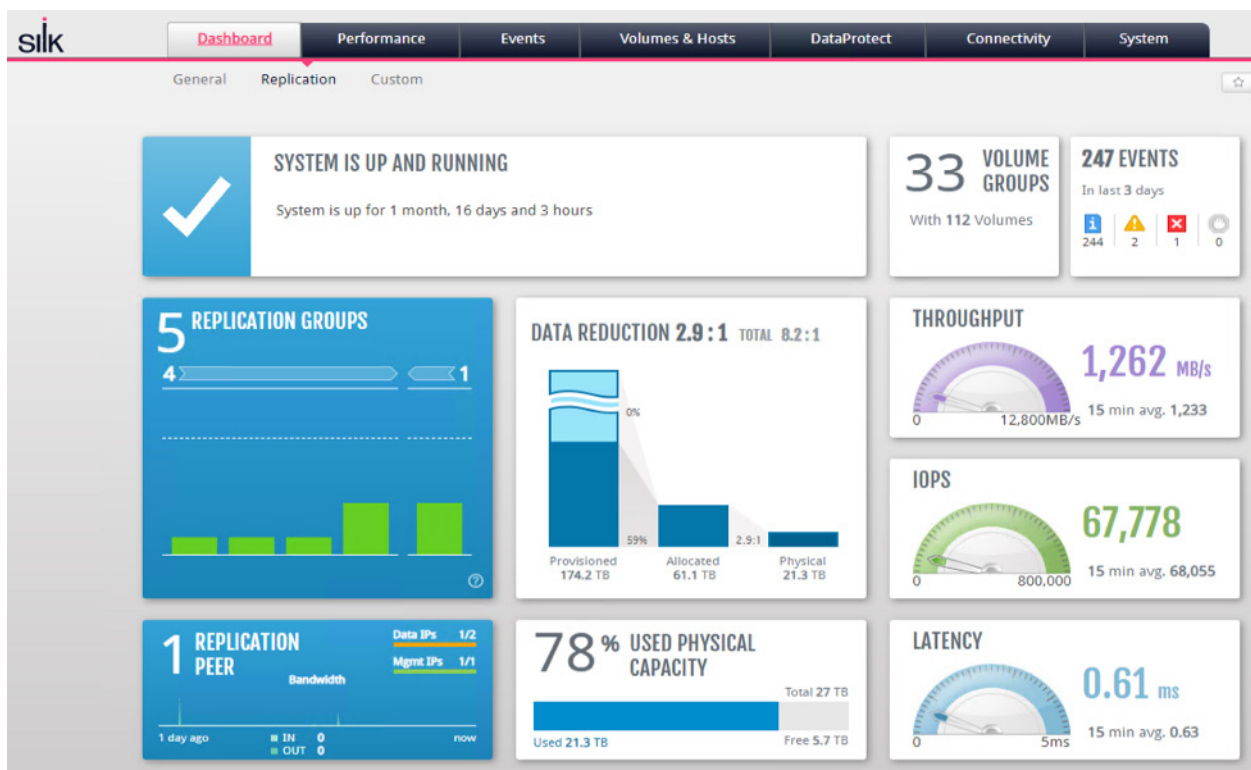 sıлk
Dashboard Performance Events Volumes & Hosts DataProtect Connectivity System
General Replication Custom
SYSTEM IS UP AND RUNNING
System is up for 1 month, 16 days and 3 hours
33 VOLUME GROUPS
With 112 Volumes
247 EVENTS
In last 3 days
244 2 1 0
5 REPLICATION GROUPS
4 1
DATA REDUCTION 2.9 : 1 TOTAL 8.2 : 1
0%
59% 2.9:1
Provisioned Allocated Physical
174.2 TB 61.1 TB 21.3 TB
THROUGHPUT
1,262 MB/s
0 12,800MB/s 15 min avg. 1,233
IOPS
67,778
0 800,000 15 min avg. 68,055
1 REPLICATION PEER
Data IPs 1/2
Mgmt IPs 1/1
Bandwidth
1 day ago IN 0 now
OUT 0
78 % USED PHYSICAL CAPACITY
Total 27 TB
Used 21.3 TB Free 5.7 TB
LATENCY
0.61 ms
0 5ms 15 min avg. 0.63